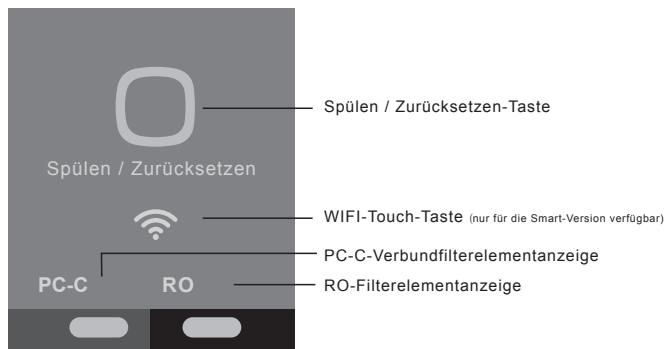 Spülen / Zurücksetzen-Taste
Spülen / Zurücksetzen
WIFI-Touch-Taste (nur für die Smart-Version verfügbar)
PC-C-Verbundfilterelementanzeige
PC-C RO
RO-Filterelementanzeige